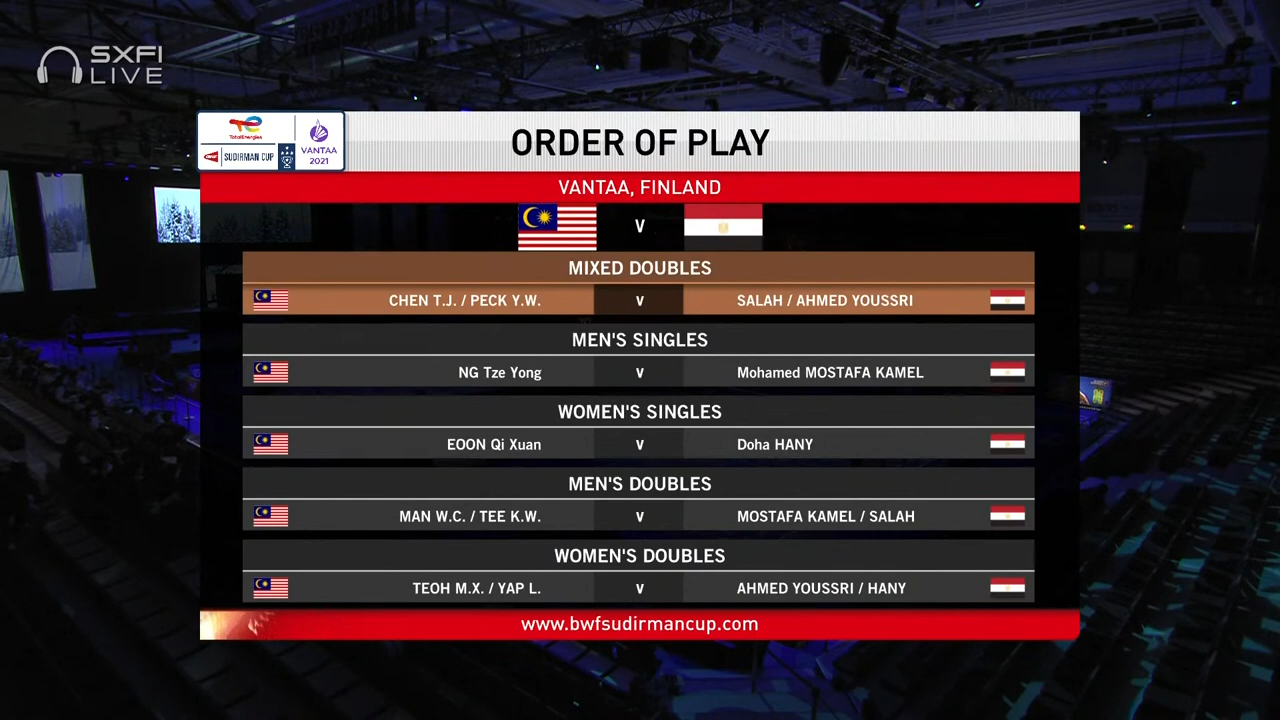 SXFI
LIVE
TotalEnergies
BWF SUDIRMAN CUP
VANTAA
2021
ORDER OF PLAY
VANTAA, FINLAND
V
MIXED DOUBLES
CHEN T.J. / PECK Y.W. V SALAH / AHMED YOUSSRI
MEN'S SINGLES
NG Tze Yong V Mohamed MOSTAFA KAMEL
WOMEN'S SINGLES
EOON Qi Xuan V Doha HANY
MEN'S DOUBLES
MAN W.C. / TEE K.W. V MOSTAFA KAMEL / SALAH
WOMEN'S DOUBLES
TEOH M.X. / YAP L. V AHMED YOUSSRI / HANY
www.bwfsudirmancup.com